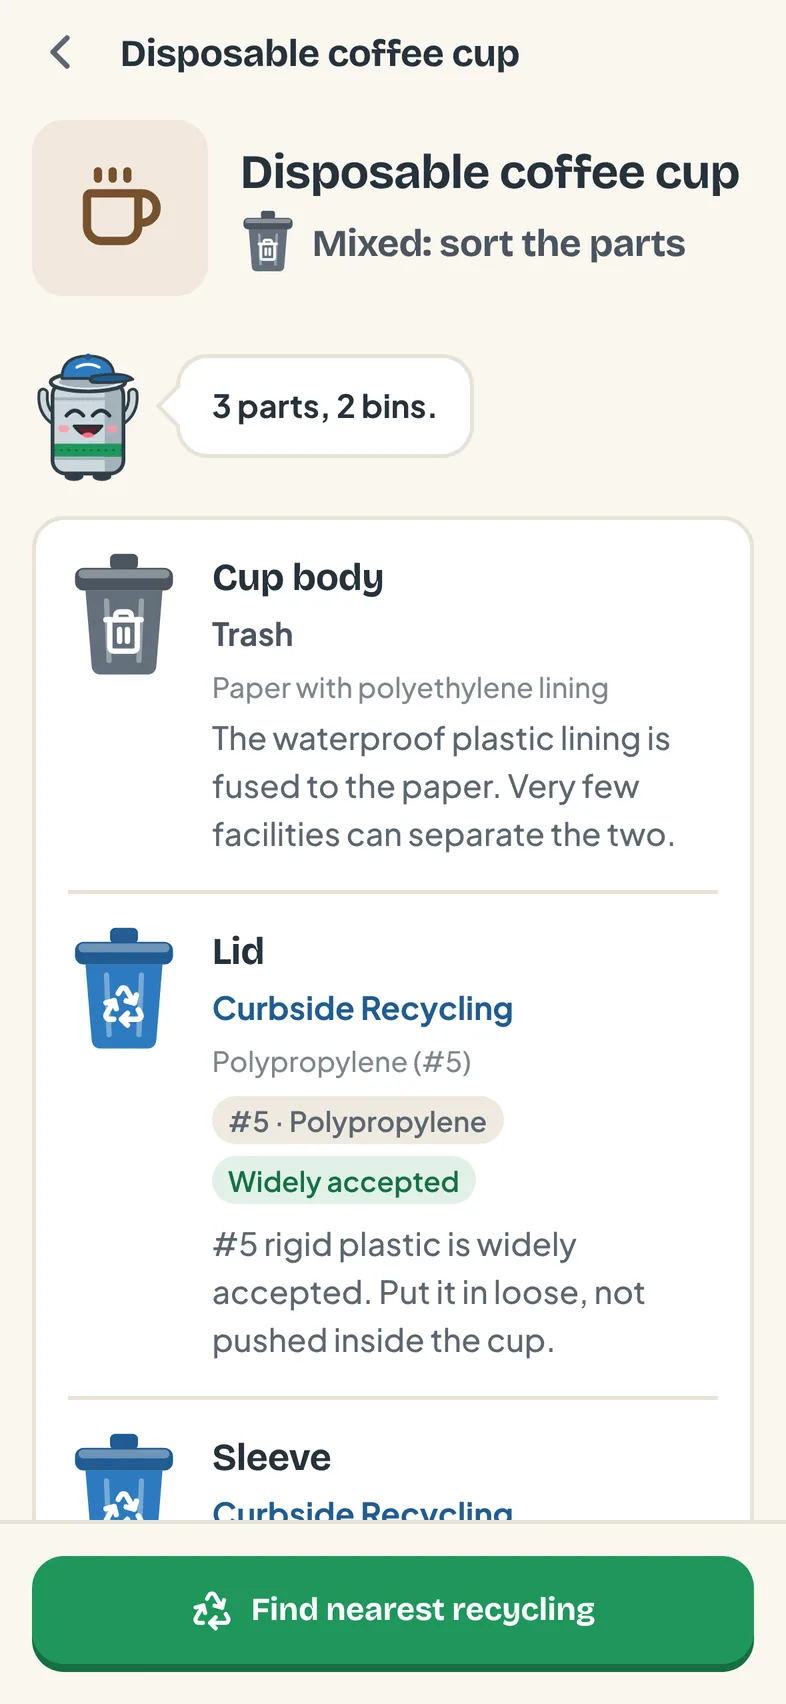 Disposable coffee cup
Disposable coffee cup
Mixed: sort the parts
3 parts, 2 bins.
Cup body
Trash
Paper with polyethylene lining
The waterproof plastic lining is
fused to the paper. Very few
facilities can separate the two.
Lid
Curbside Recycling
Polypropylene (#5)
#5 · Polypropylene
Widely accepted
#5 rigid plastic is widely
accepted. Put it in loose, not
pushed inside the cup.
Sleeve
Curbside Recycling
Find nearest recycling